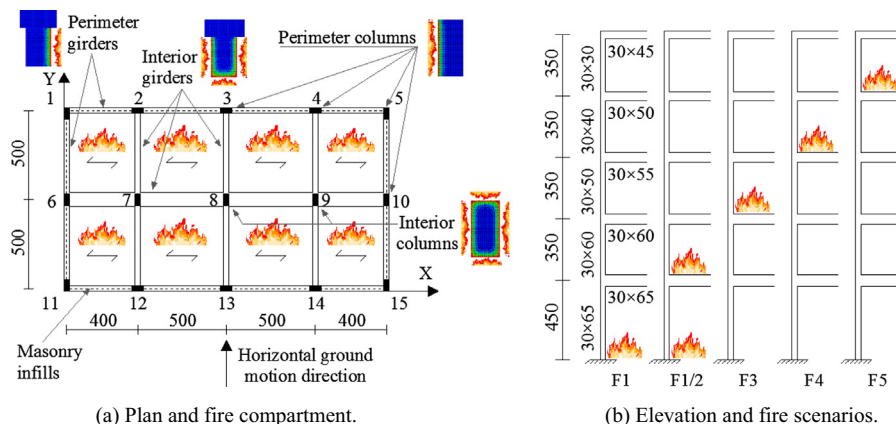 Perimeter
girders
Interior
girders
Perimeter columns
Y
1
2
3
4
5
500
6
7
8
9
10
500
Interior
columns
X
11
12
13
14
15
400
500
500
400
Masonry
infills
Horizontal ground
motion direction
(a) Plan and fire compartment.
350
30×30
30×45
350
30×40
30×50
350
30×50
30×55
350
30×60
30×60
450
30×65
30×65
F1
F1/2
F3
F4
F5
(b) Elevation and fire scenarios.